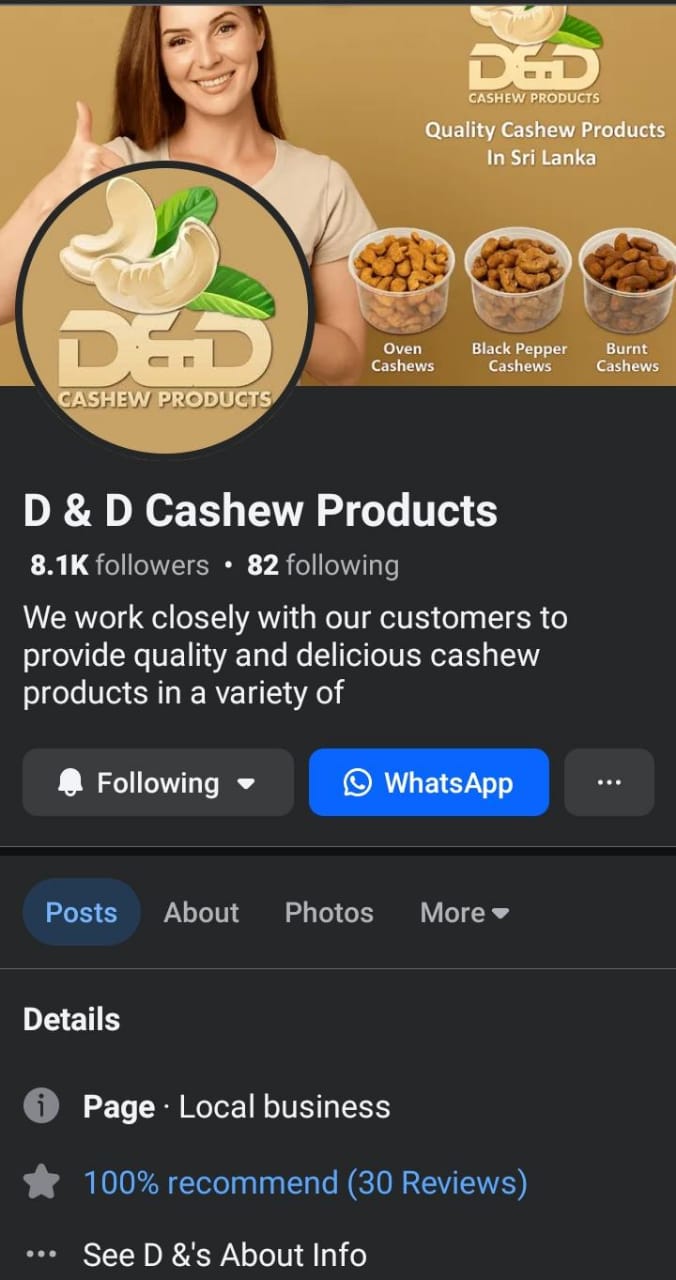 D&D
CASHEW PRODUCTS
Quality Cashew Products
In Sri Lanka
Oven
Cashews
Black Pepper
Cashews
Burnt
Cashews
D&D
CASHEW PRODUCTS
D & D Cashew Products
8.1K followers • 82 following
We work closely with our customers to
provide quality and delicious cashew
products in a variety of
Following
WhatsApp
Posts
About
Photos
More
Details
Page · Local business
100% recommend (30 Reviews)
See D &'s About Info